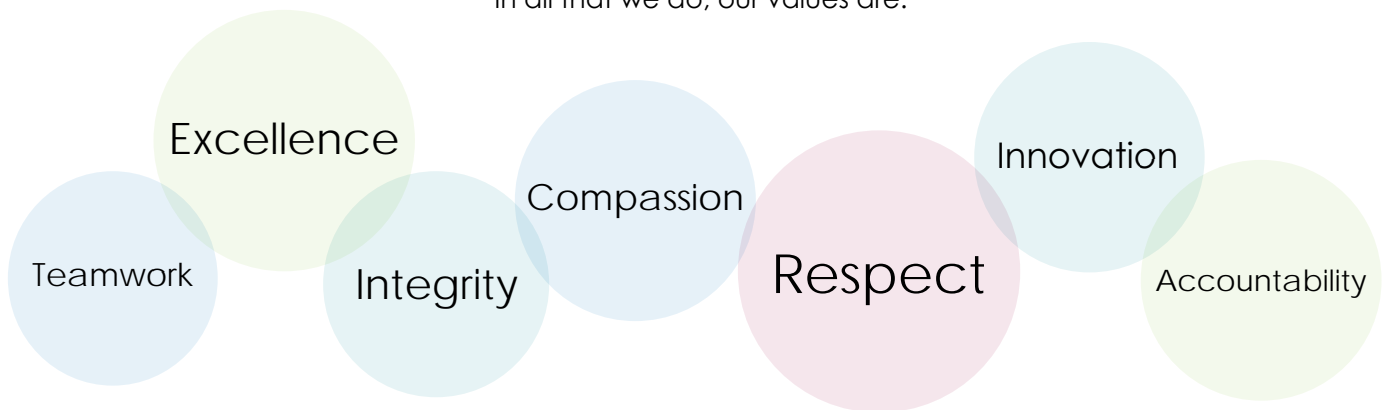 In all that we do, our values are:
Teamwork
Excellence
Integrity
Compassion
Respect
Innovation
Accountability